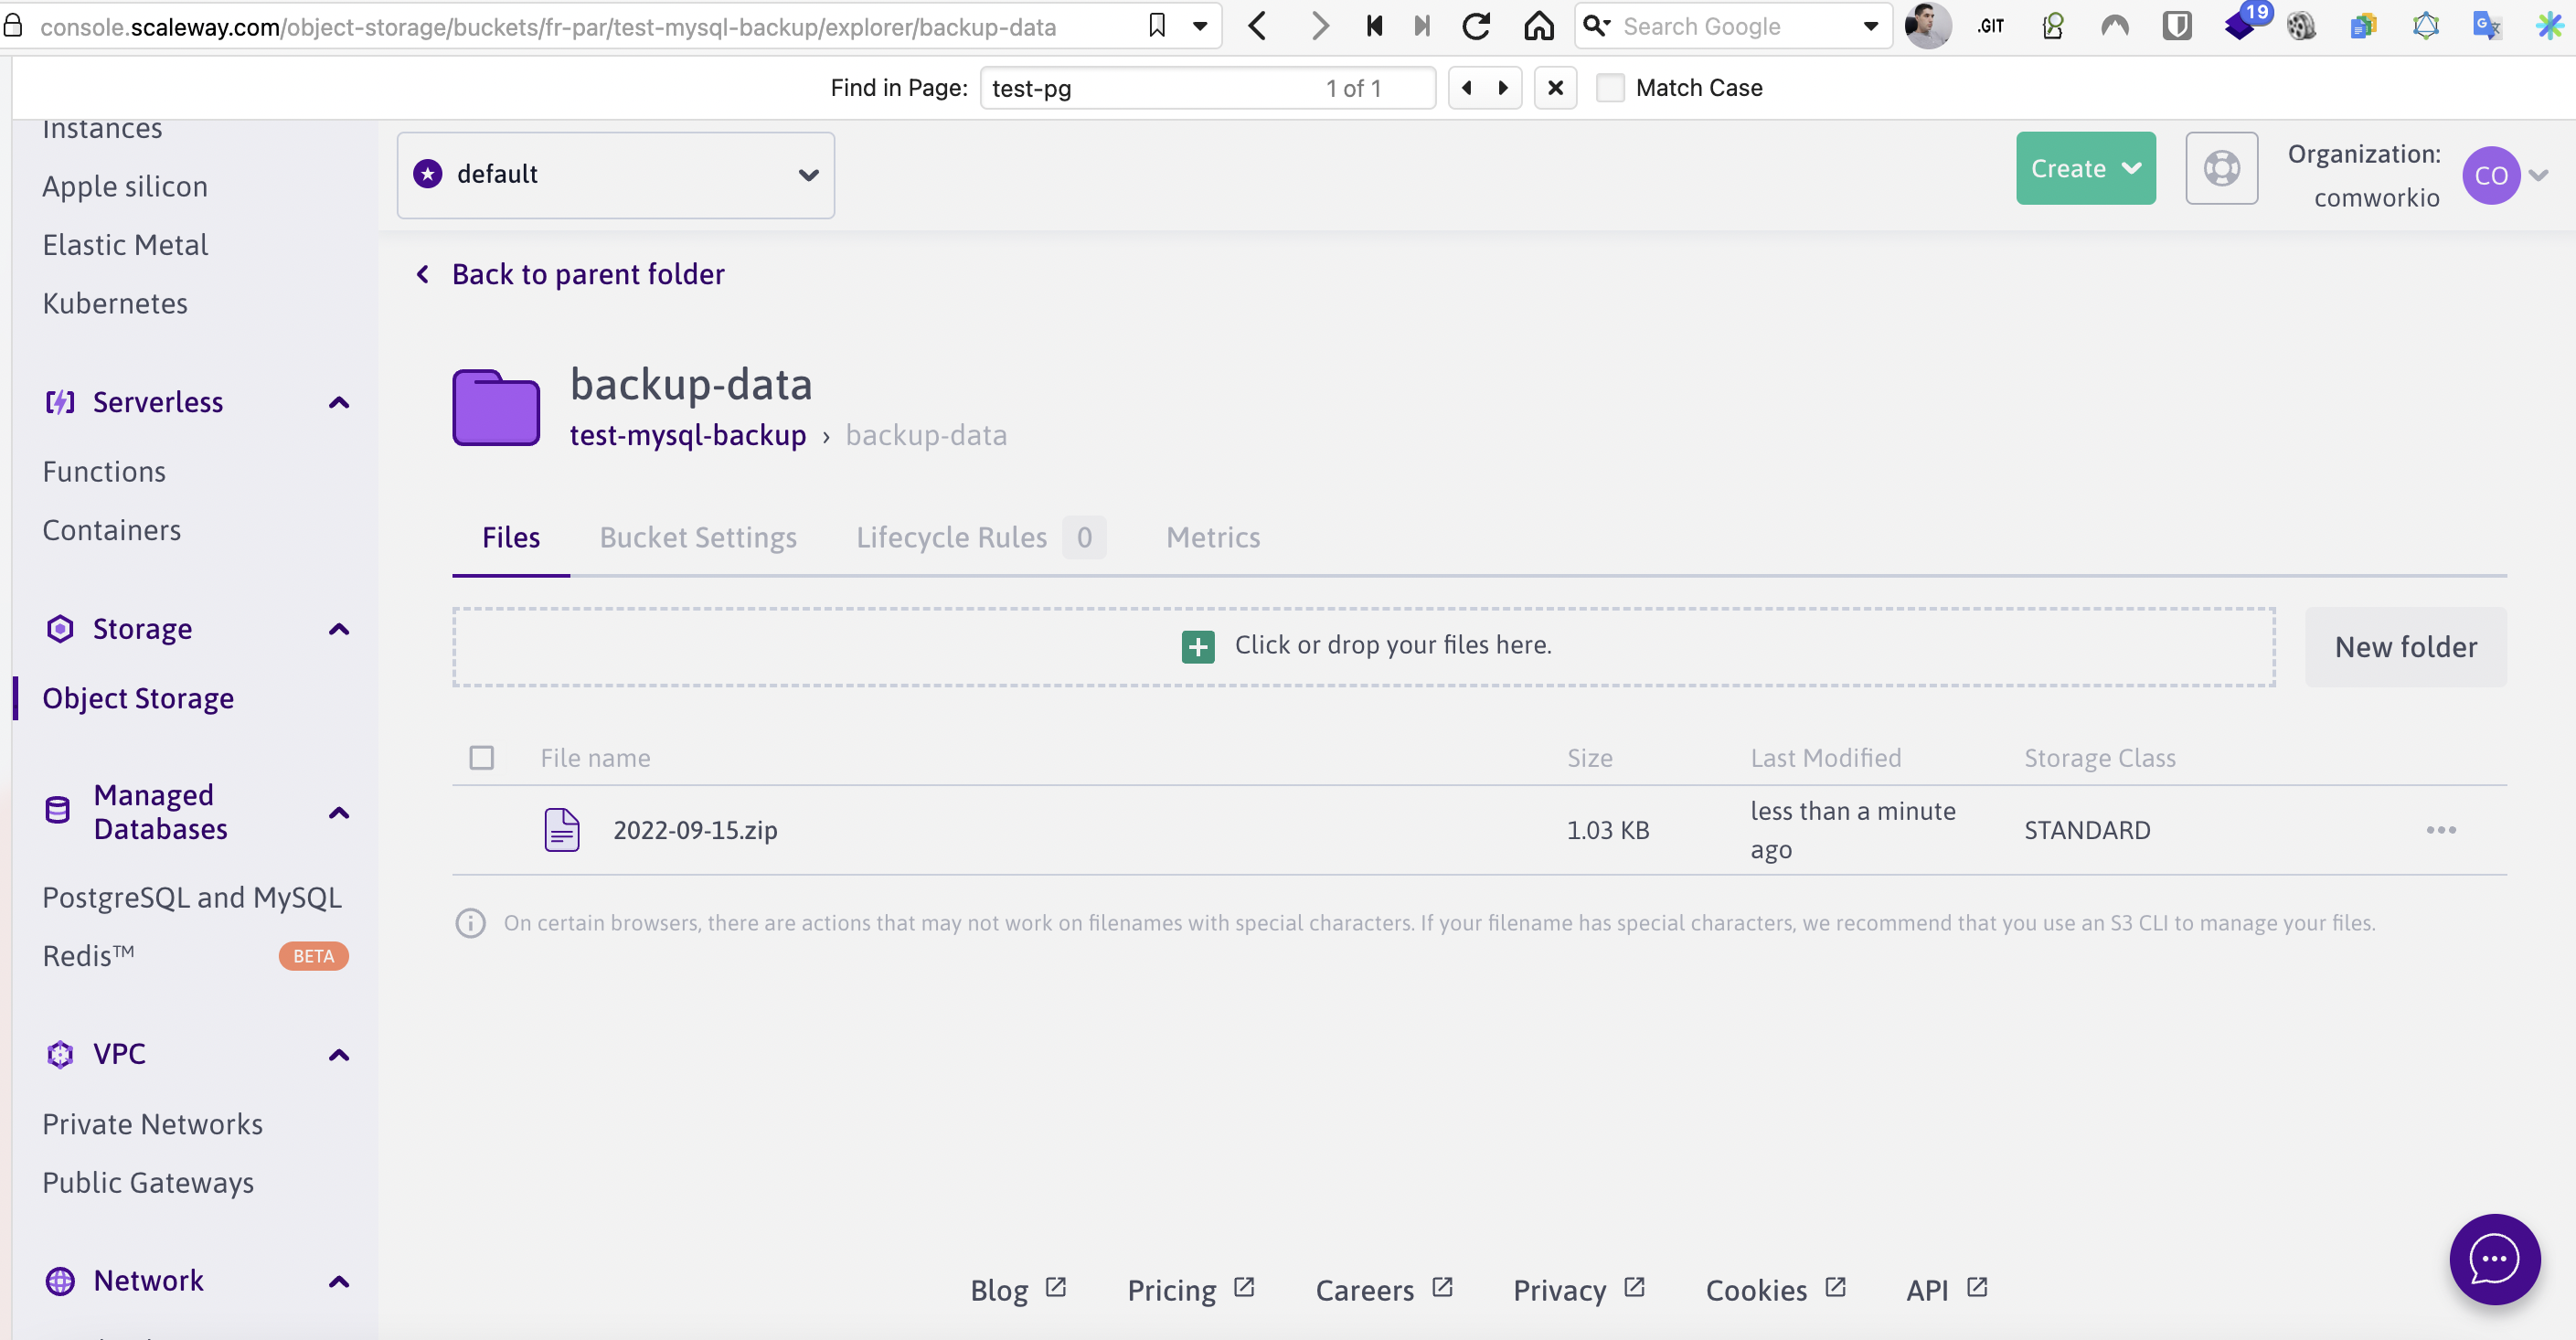 console.scaleway.com/object-storage/buckets/fr-par/test-mysql-backup/explorer/backup-data
Search Google
.GIT
19
Find in Page:
test-pg
1 of 1
Match Case
Instances
Apple silicon
Elastic Metal
Kubernetes
Serverless
Functions
Containers
Storage
Object Storage
Managed
Databases
PostgreSQL and MySQL
Redis™
BETA
VPC
Private Networks
Public Gateways
Network
default
Create
Organization:
comworkio
CO
Back to parent folder
backup-data
test-mysql-backup › backup-data
Files
Bucket Settings
Lifecycle Rules 0
Metrics
Click or drop your files here.
New folder
File name
Size
Last Modified
Storage Class
2022-09-15.zip
1.03 KB
less than a minute
ago
STANDARD
On certain browsers, there are actions that may not work on filenames with special characters. If your filename has special characters, we recommend that you use an S3 CLI to manage your files.
Blog
Pricing
Careers
Privacy
Cookies
API